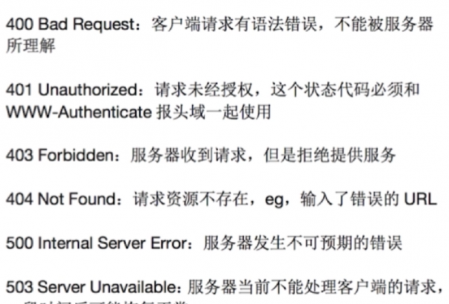 400 Bad Request：客户端请求有语法错误，不能被服务器
所理解
401 Unauthorized：请求未经授权，这个状态代码必须和
WWW-Authenticate 报头域一起使用
403 Forbidden：服务器收到请求，但是拒绝提供服务
404 Not Found：请求资源不存在，eg，输入了错误的 URL
500 Internal Server Error：服务器发生不可预期的错误
503 Server Unavailable：服务器当前不能处理客户端的请求，